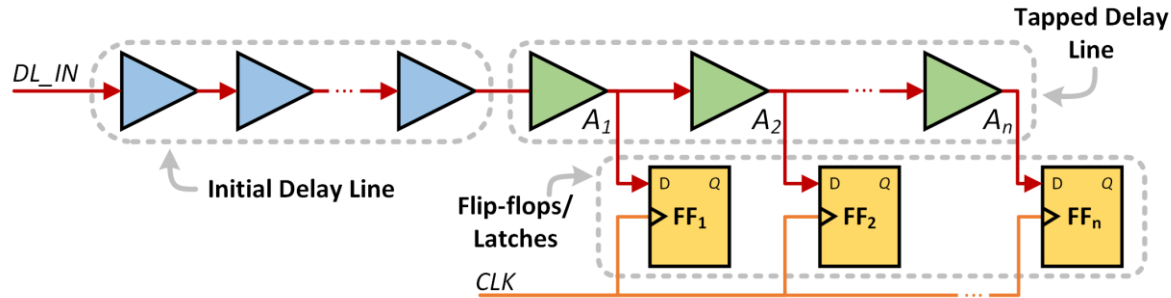 Tapped Delay
Line
DL_IN
...
...
A₁
A₂
Aₙ
Initial Delay Line
Flip-flops/
Latches
D Q
FF₁
D Q
FF₂
D Q
FFₙ
CLK
...